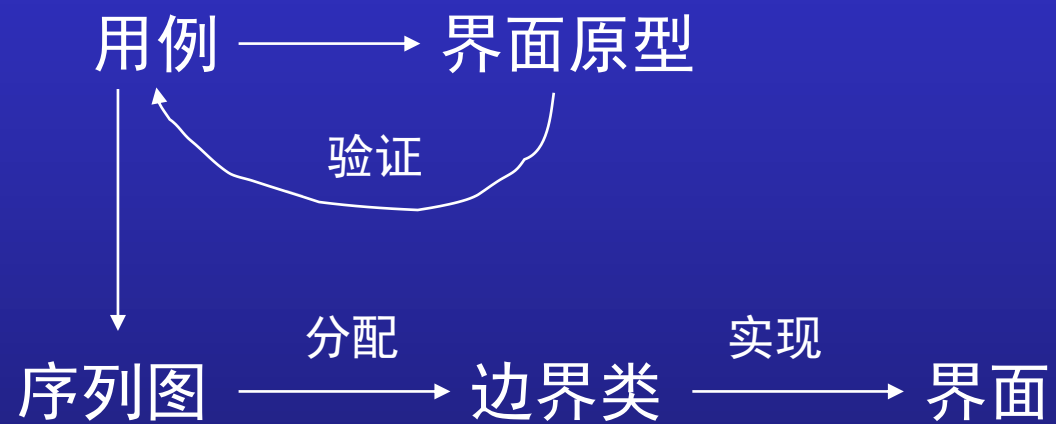 用例 界面原型
验证
分配 实现
序列图 边界类 界面